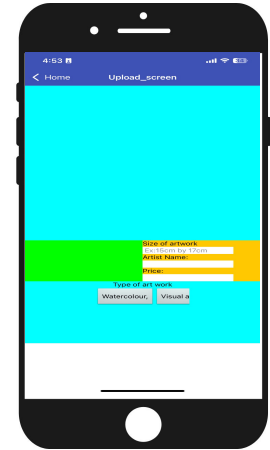 4:53
Home Upload_screen
Size of artwork
Ex:15cm by 17cm
Artist Name:
Price:
Type of art work
Watercolour, Visual a